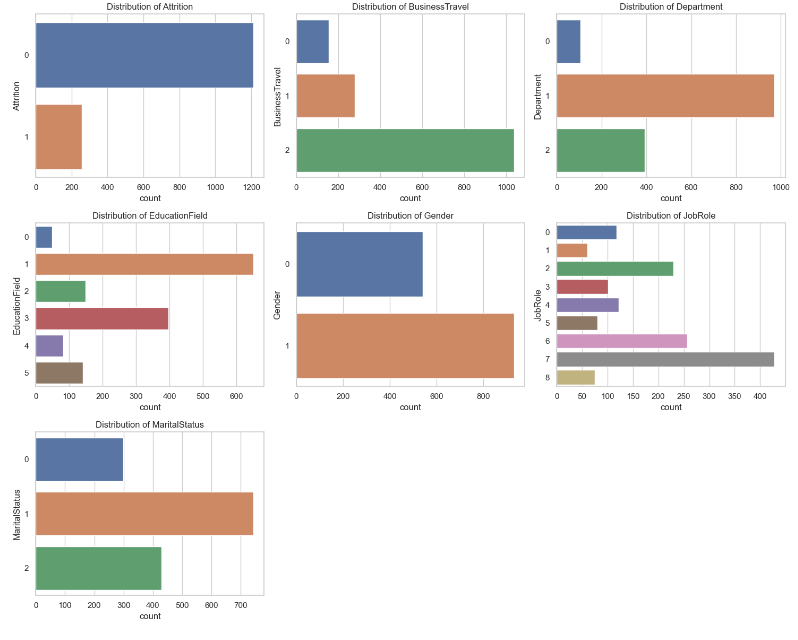 Distribution of Attrition
0
1
Attrition
0 200 400 600 800 1000 1200
count
Distribution of BusinessTravel
0
1
2
BusinessTravel
0 200 400 600 800 1000
count
Distribution of Department
0
1
2
Department
0 200 400 600 800 1000
count
Distribution of EducationField
0
1
2
3
4
5
EducationField
0 100 200 300 400 500 600
count
Distribution of Gender
0
1
Gender
0 200 400 600 800
count
Distribution of JobRole
0
1
2
3
4
5
6
7
8
JobRole
0 50 100 150 200 250 300 350 400
count
Distribution of MaritalStatus
0
1
2
MaritalStatus
0 100 200 300 400 500 600 700
count